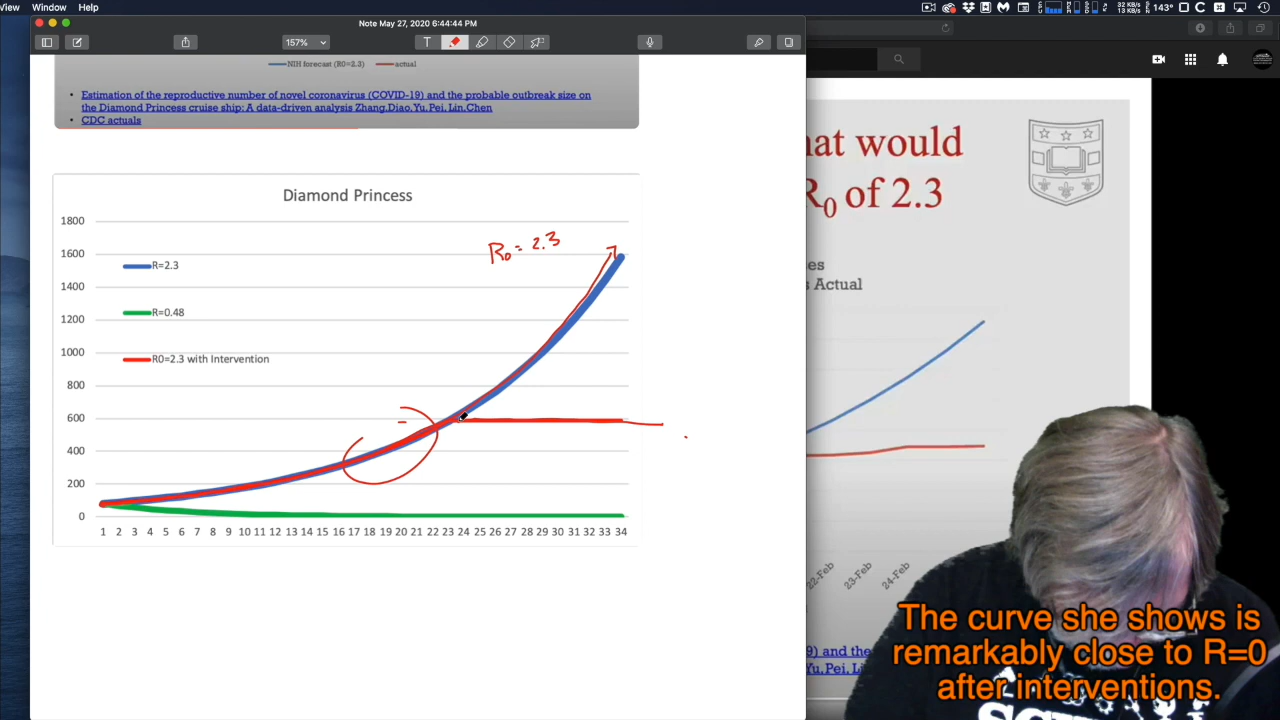 View Window Help
32 KB/s
13 KB/s
143°
Note May 27, 2020 6:44:44 PM
157%
T
NIH forecast (R0=2.3) actual
• Estimation of the reproductive number of novel coronavirus (COVID-19) and the probable outbreak size on
the Diamond Princess cruise ship: A data-driven analysis Zhang.Diao.Yu.Pei. Lin.Chen
• CDC actuals
Diamond Princess
1800
1600
1400
1200
1000
800
600
400
200
0
R=2.3
R=0.48
R0=2.3 with Intervention
R₀ = 2.3
1 2 3 4 5 6 7 8 9 10 11 12 13 14 15 16 17 18 19 20 21 22 23 24 25 26 27 28 29 30 31 32 33 34
hat would
R₀ of 2.3
es
s Actual
22-Feb
23-Feb
24-Feb
9) and the
Yu.Pei. Li
The curve she shows is
remarkably close to R=0
after interventions.